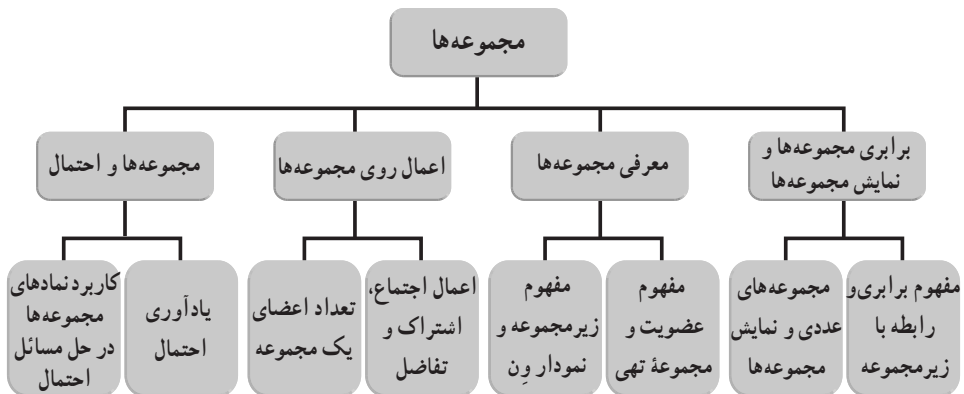 مجموعه‌ها
برابری مجموعه‌ها و
نمایش مجموعه‌ها
معرفی مجموعه‌ها
اعمال روی مجموعه‌ها
مجموعه‌ها و احتمال
مفهوم برابری و
رابطه با
زیرمجموعه
مجموعه‌های
عددی و نمایش
مجموعه‌ها
مفهوم
عضویت و
مجموعهٔ تهی
مفهوم
زیرمجموعه و
نمودار وِن
اعمال اجتماع،
اشتراک و
تفاضل
تعداد اعضای
یک مجموعه
یادآوری
احتمال
کاربرد نمادهای
مجموعه‌ها
در حل مسائل
احتمال